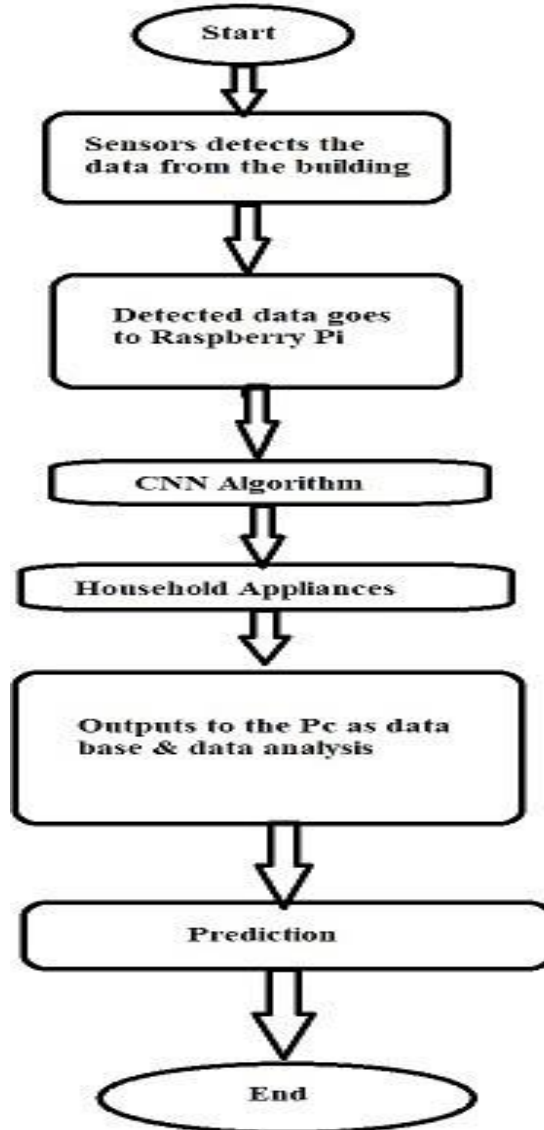 Start
Sensors detects the
data from the building
Detected data goes
to Raspberry Pi
CNN Algorithm
Household Appliances
Outputs to the Pc as data
base & data analysis
Prediction
End